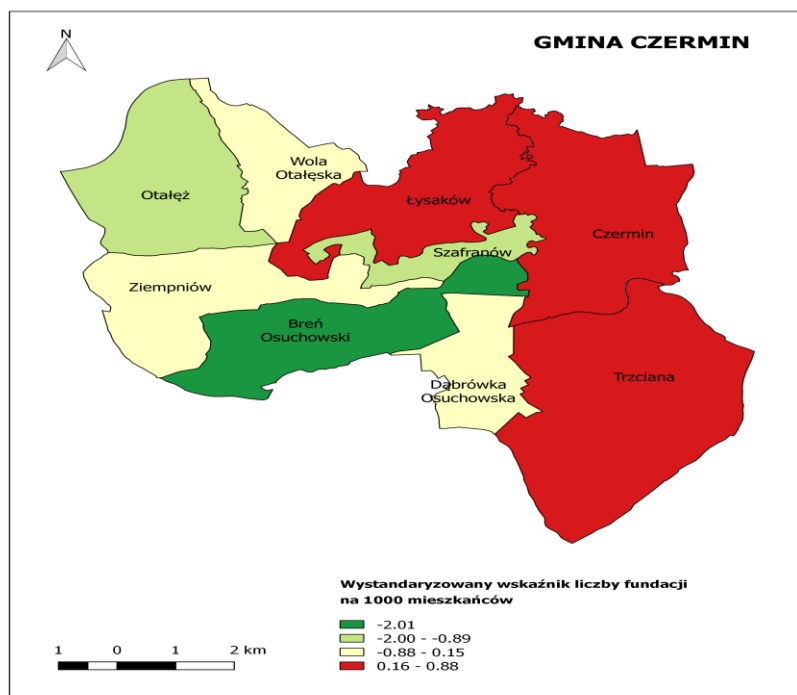 N
GMINA CZERMIN
Wola
Otałęska
Otałęż
Łysaków
Czermin
Szafranów
Ziempniów
Breń
Osuchowski
Trzciana
Dąbrówka
Osuchowska
Wystandaryzowany wskaźnik liczby fundacji
na 1000 mieszkańców
-2.01
-2.00 - -0.89
-0.88 - 0.15
0.16 - 0.88
1 0 1 2 km